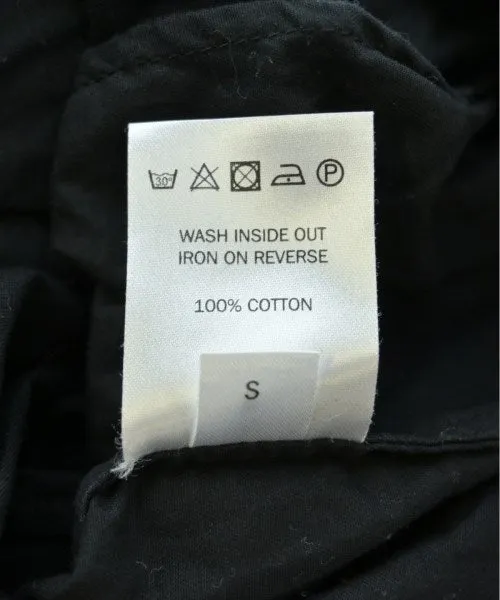 30° P
WASH INSIDE OUT
IRON ON REVERSE
100% COTTON
S